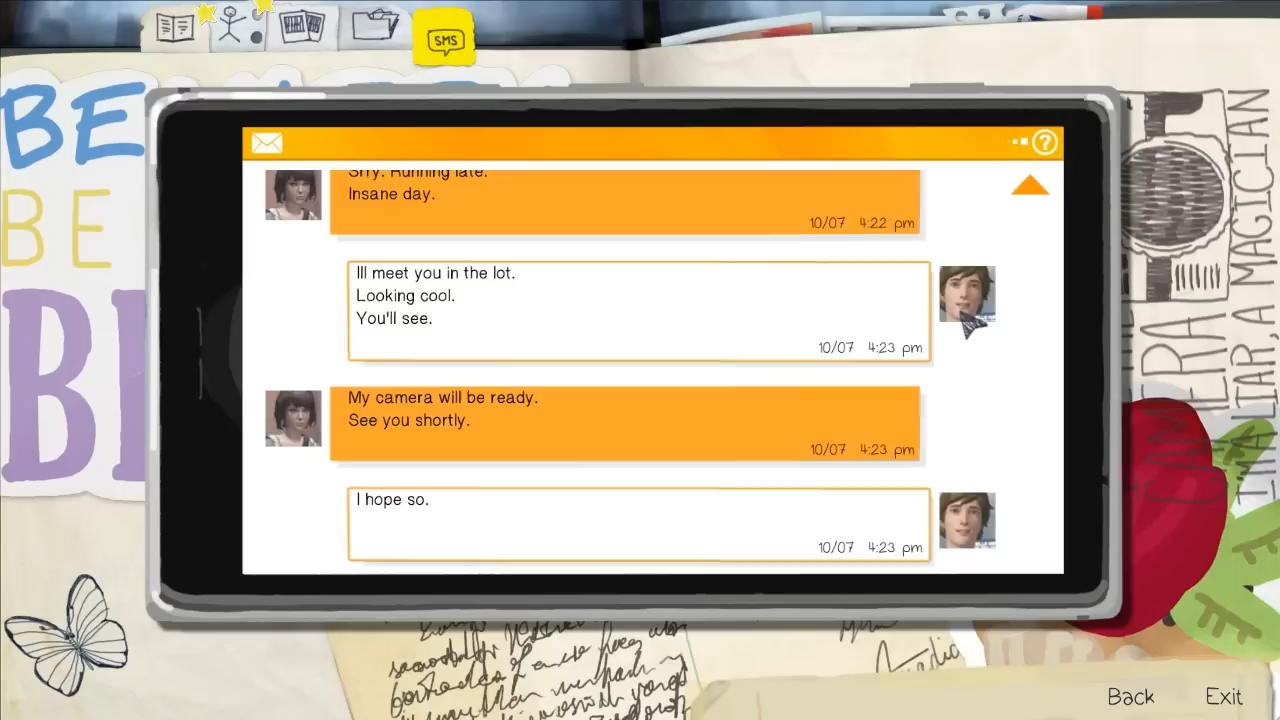 SMS
BE
BE
Srry. Running late.
Insane day.
10/07 4:22 pm
Ill meet you in the lot.
Looking cool.
You'll see.
10/07 4:23 pm
My camera will be ready.
See you shortly.
10/07 4:23 pm
I hope so.
10/07 4:23 pm
CAMERA
A MAGICIAN
Back
Exit